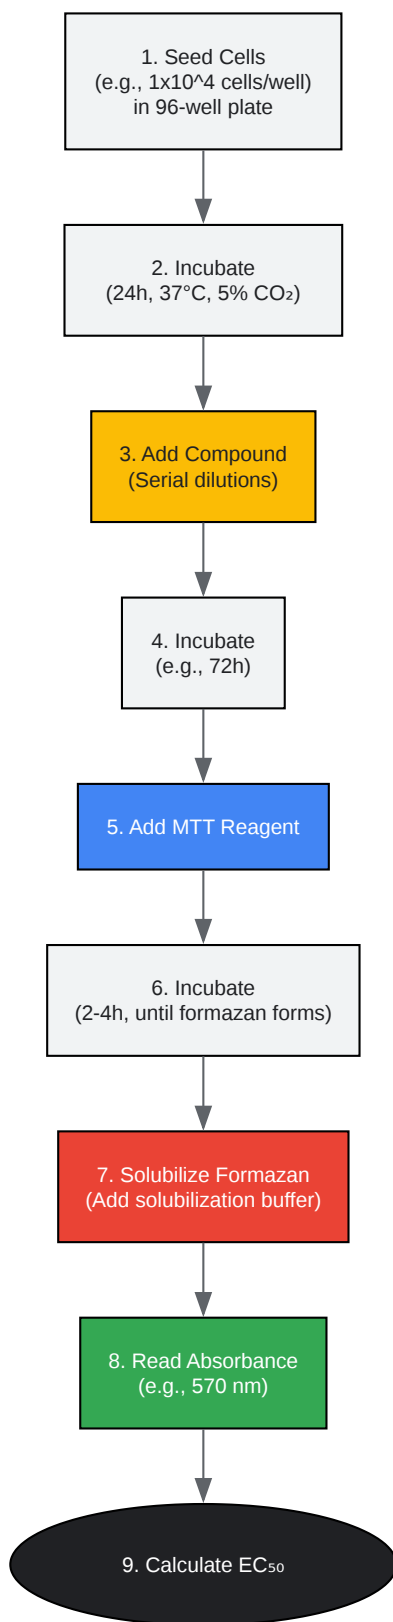 1. Seed Cells
(e.g., 1x10^4 cells/well)
in 96-well plate
2. Incubate
(24h, 37°C, 5% CO₂)
3. Add Compound
(Serial dilutions)
4. Incubate
(e.g., 72h)
5. Add MTT Reagent
6. Incubate
(2-4h, until formazan forms)
7. Solubilize Formazan
(Add solubilization buffer)
8. Read Absorbance
(e.g., 570 nm)
9. Calculate EC₅₀